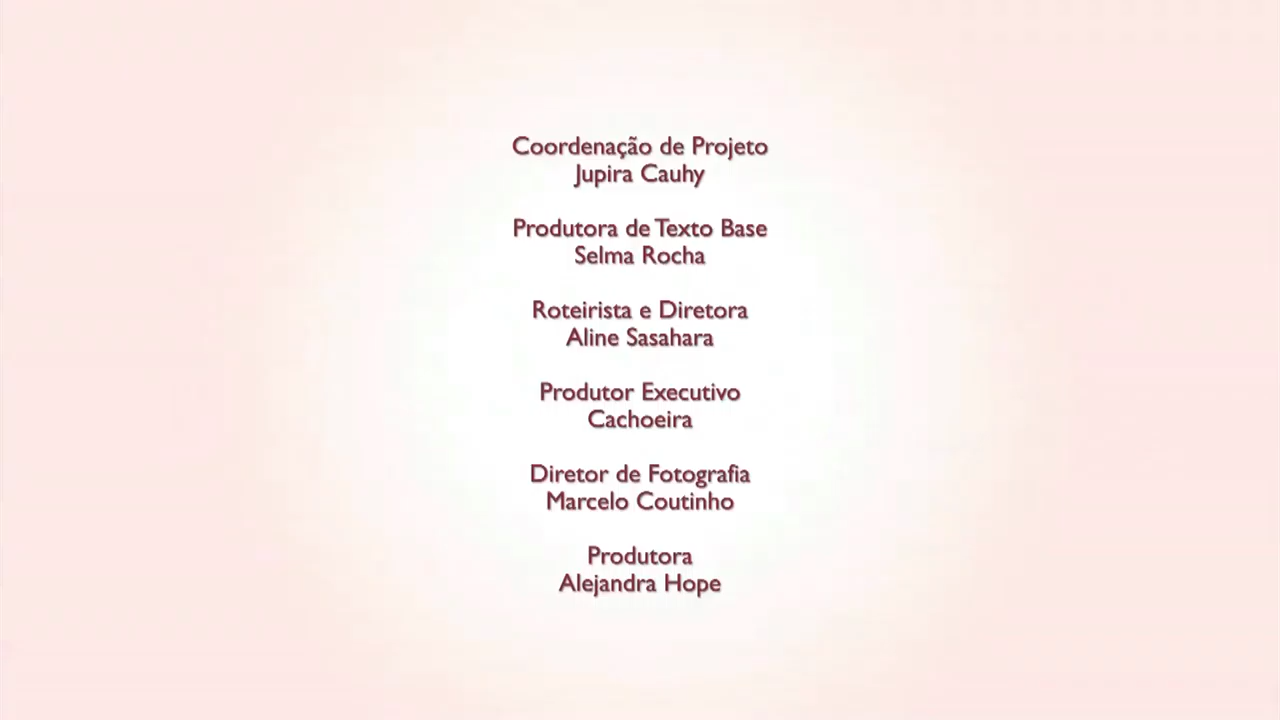 Coordenação de Projeto
Jupira Cauhy
Produtora de Texto Base
Selma Rocha
Roteirista e Diretora
Aline Sasahara
Produtor Executivo
Cachoeira
Diretor de Fotografia
Marcelo Coutinho
Produtora
Alejandra Hope